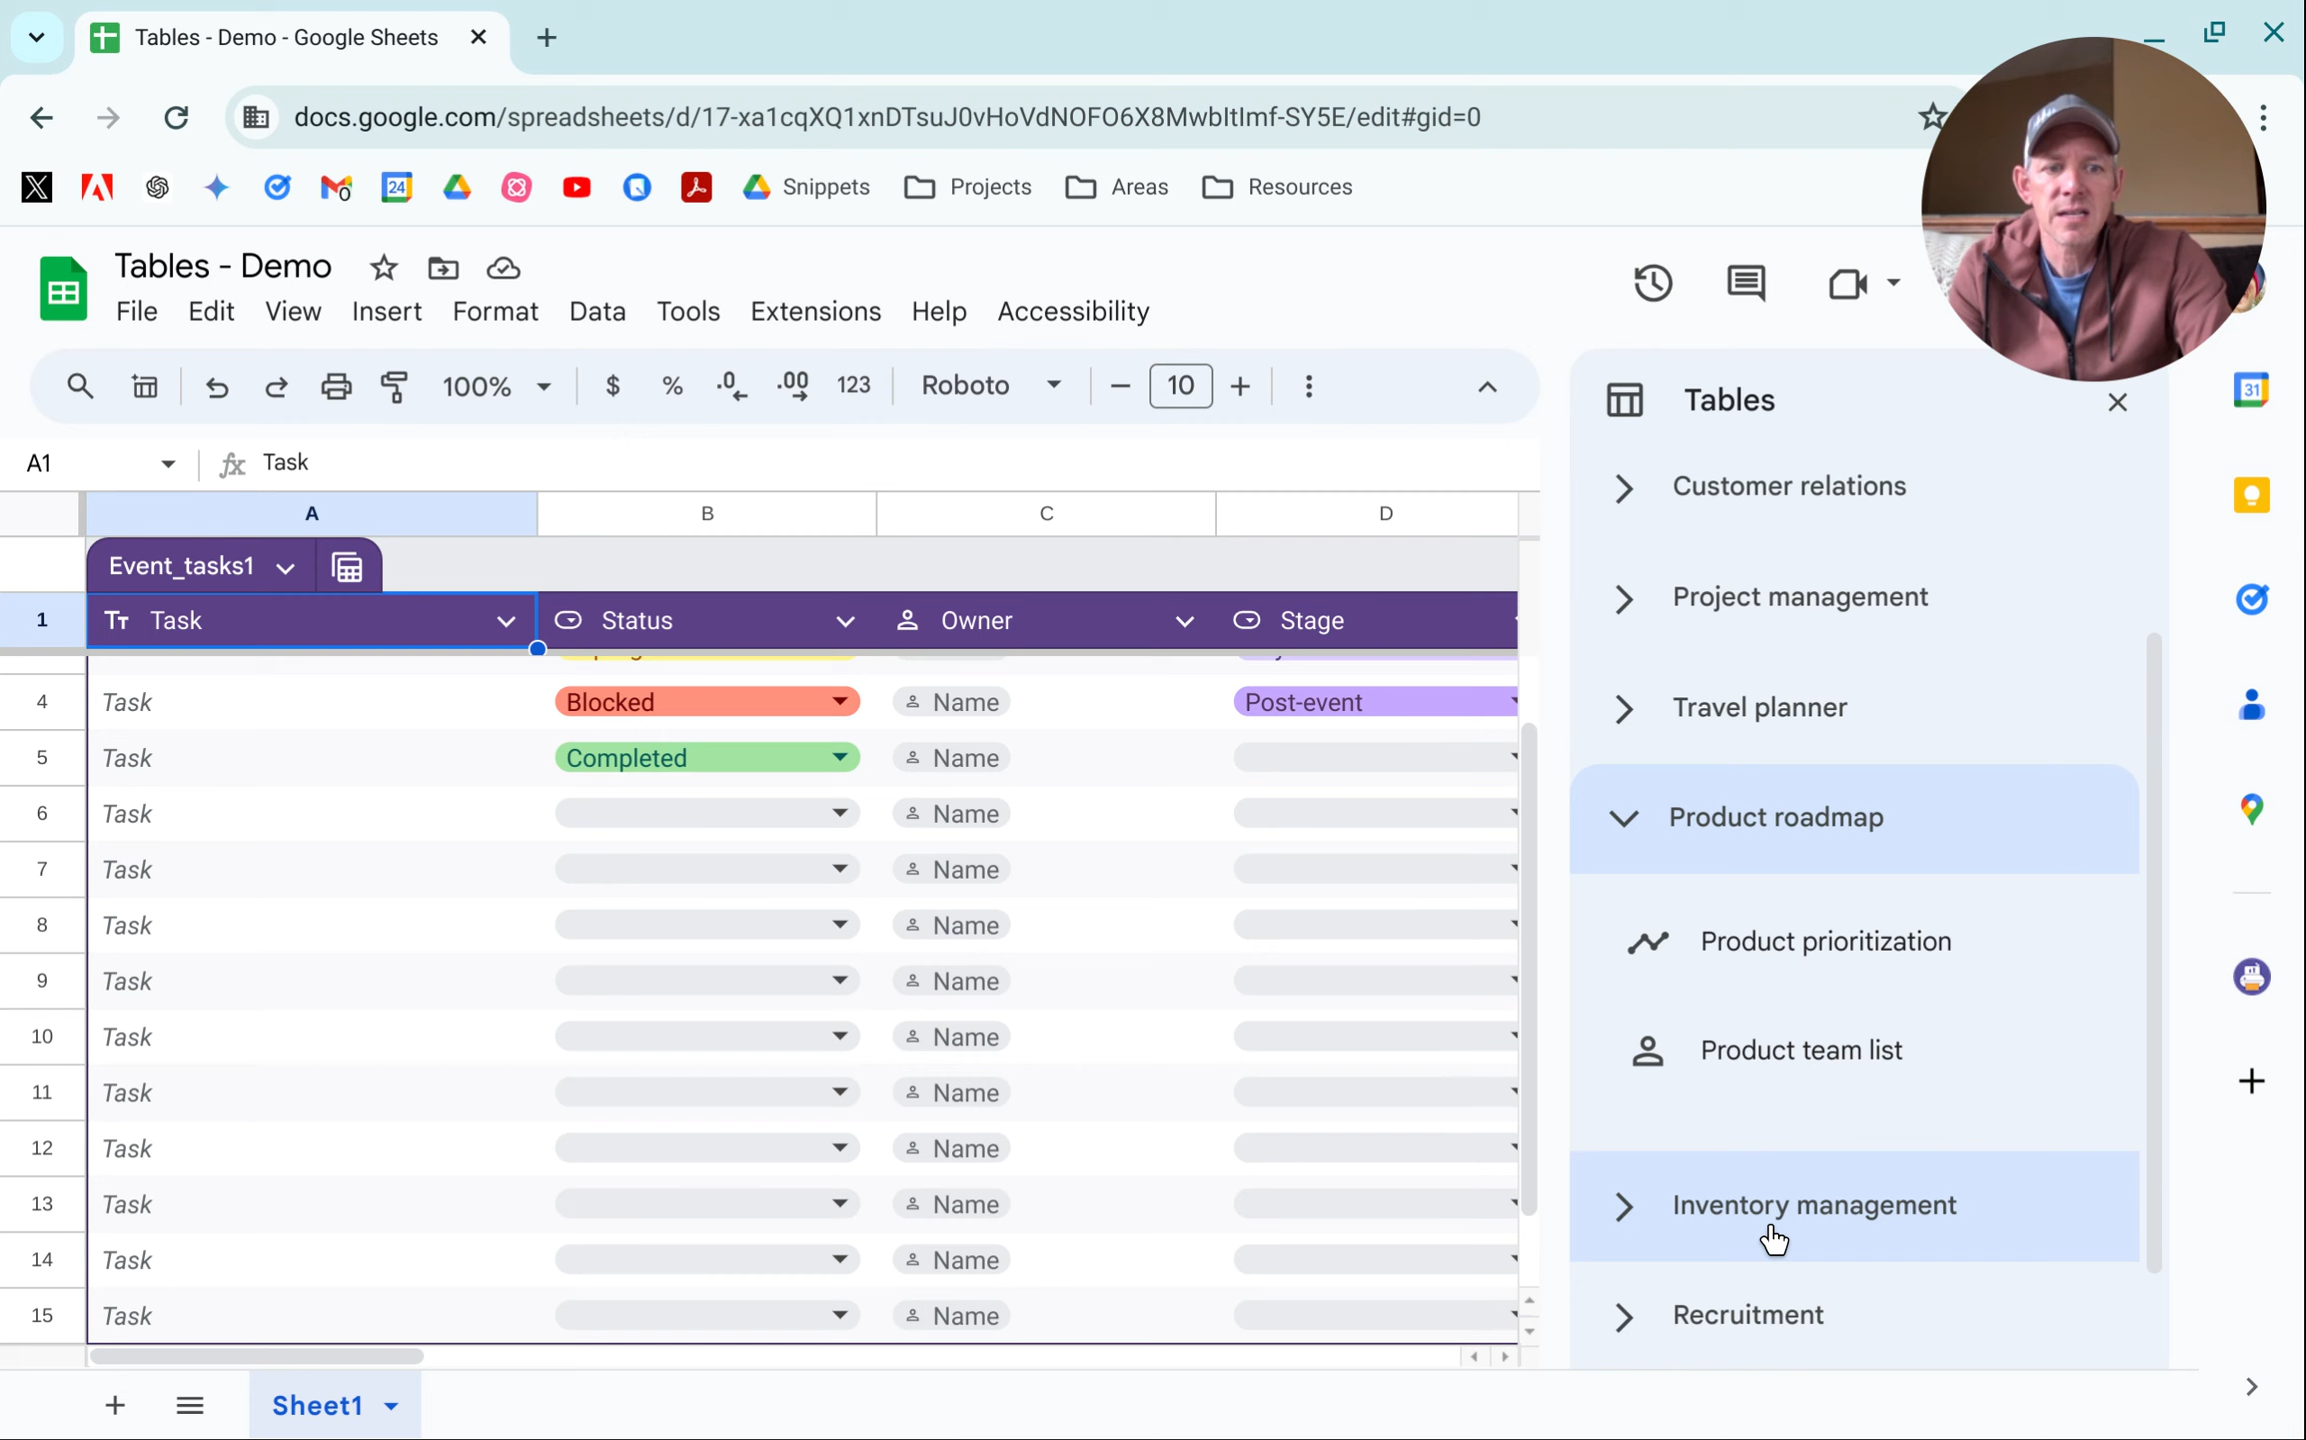 Tables - Demo - Google Sheets
docs.google.com/spreadsheets/d/17-xa1cqXQ1xnDTsuJ0vHoVdNOFO6X8MwbItImf-SY5E/edit#gid=0
24 0 Snippets Projects Areas Resources
Tables - Demo
File Edit View Insert Format Data Tools Extensions Help Accessibility
100% $ % .0 .00 123 Roboto 10
A1 fx Task
A B C D
Event_tasks1
1 Task Status Owner Stage
4 Task Blocked Name Post-event
5 Task Completed Name
6 Task Name
7 Task Name
8 Task Name
9 Task Name
10 Task Name
11 Task Name
12 Task Name
13 Task Name
14 Task Name
15 Task Name
Sheet1
Tables
Customer relations
Project management
Travel planner
Product roadmap
Product prioritization
Product team list
Inventory management
Recruitment
31